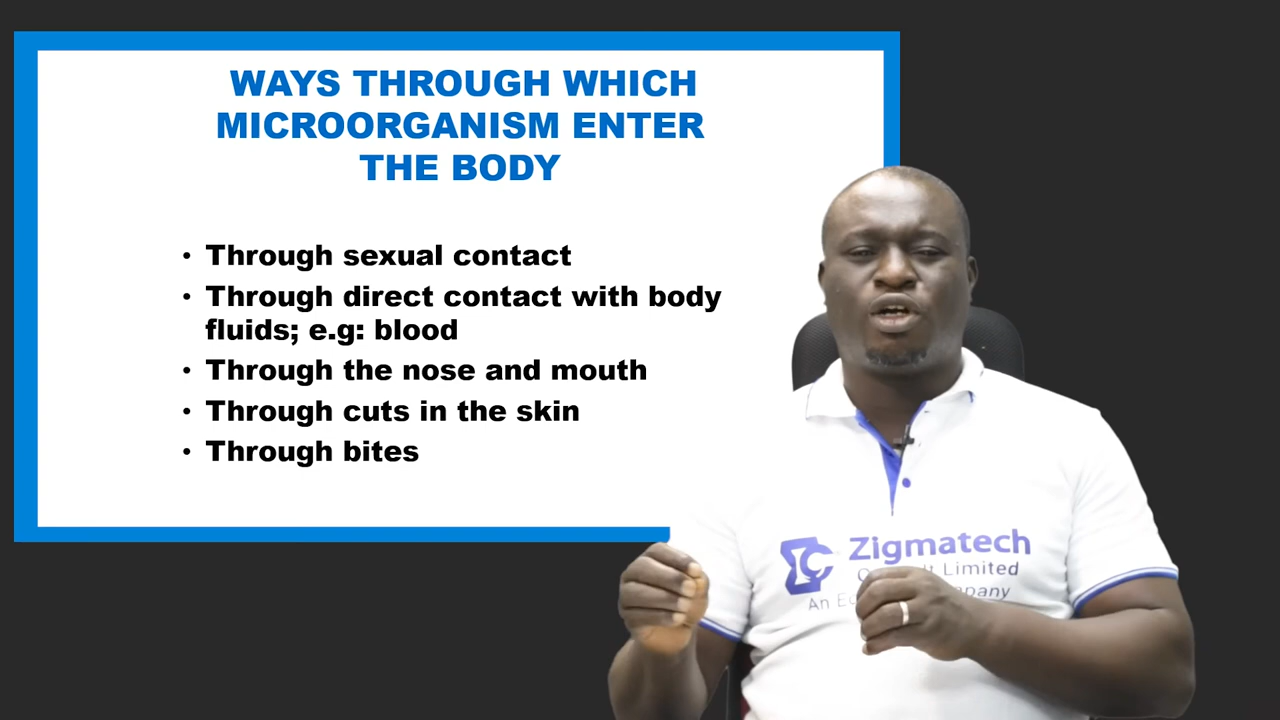 WAYS THROUGH WHICH
MICROORGANISM ENTER
THE BODY
• Through sexual contact
• Through direct contact with body
fluids; e.g: blood
• Through the nose and mouth
• Through cuts in the skin
• Through bites
Zigmatech
Limited
An